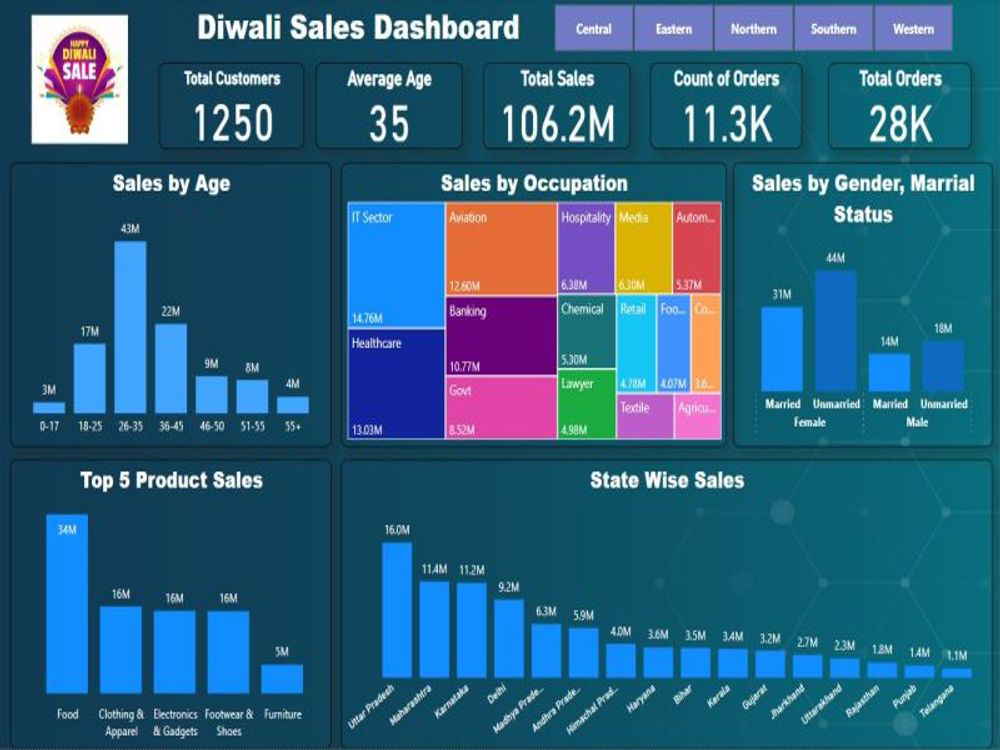 HAPPY
DIWALI
SALE
Diwali Sales Dashboard
Central
Eastern
Northern
Southern
Western
Total Customers
1250
Average Age
35
Total Sales
106.2M
Count of Orders
11.3K
Total Orders
28K
Sales by Age
43M
22M
17M
9M
8M
4M
3M
0-17
18-25
26-35
36-45
46-50
51-55
55+
Sales by Occupation
IT Sector
14.76M
Healthcare
13.03M
Aviation
12.60M
Banking
10.77M
Govt
8.52M
Hospitality
6.38M
Media
6.30M
Autom...
5.37M
Chemical
5.30M
Lawyer
4.98M
Retail
4.78M
Foo...
4.07M
Co...
3.6...
Textile
Agricu...
Sales by Gender, Marrial
Status
31M
44M
14M
18M
Married
Unmarried
Married
Unmarried
Female
Male
Top 5 Product Sales
34M
16M
16M
16M
5M
Food
Clothing &
Apparel
Electronics
& Gadgets
Footwear &
Shoes
Furniture
State Wise Sales
16.0M
11.4M
11.2M
9.2M
6.3M
5.9M
4.0M
3.6M
3.5M
3.4M
3.2M
2.7M
2.3M
1.8M
1.4M
1.1M
Uttar Pradesh
Maharashtra
Karnataka
Delhi
Madhya Prade...
Andhra Prade...
Himachal Prad...
Haryana
Bihar
Kerala
Gujarat
Jharkhand
Uttarakhand
Rajasthan
Punjab
Telangana